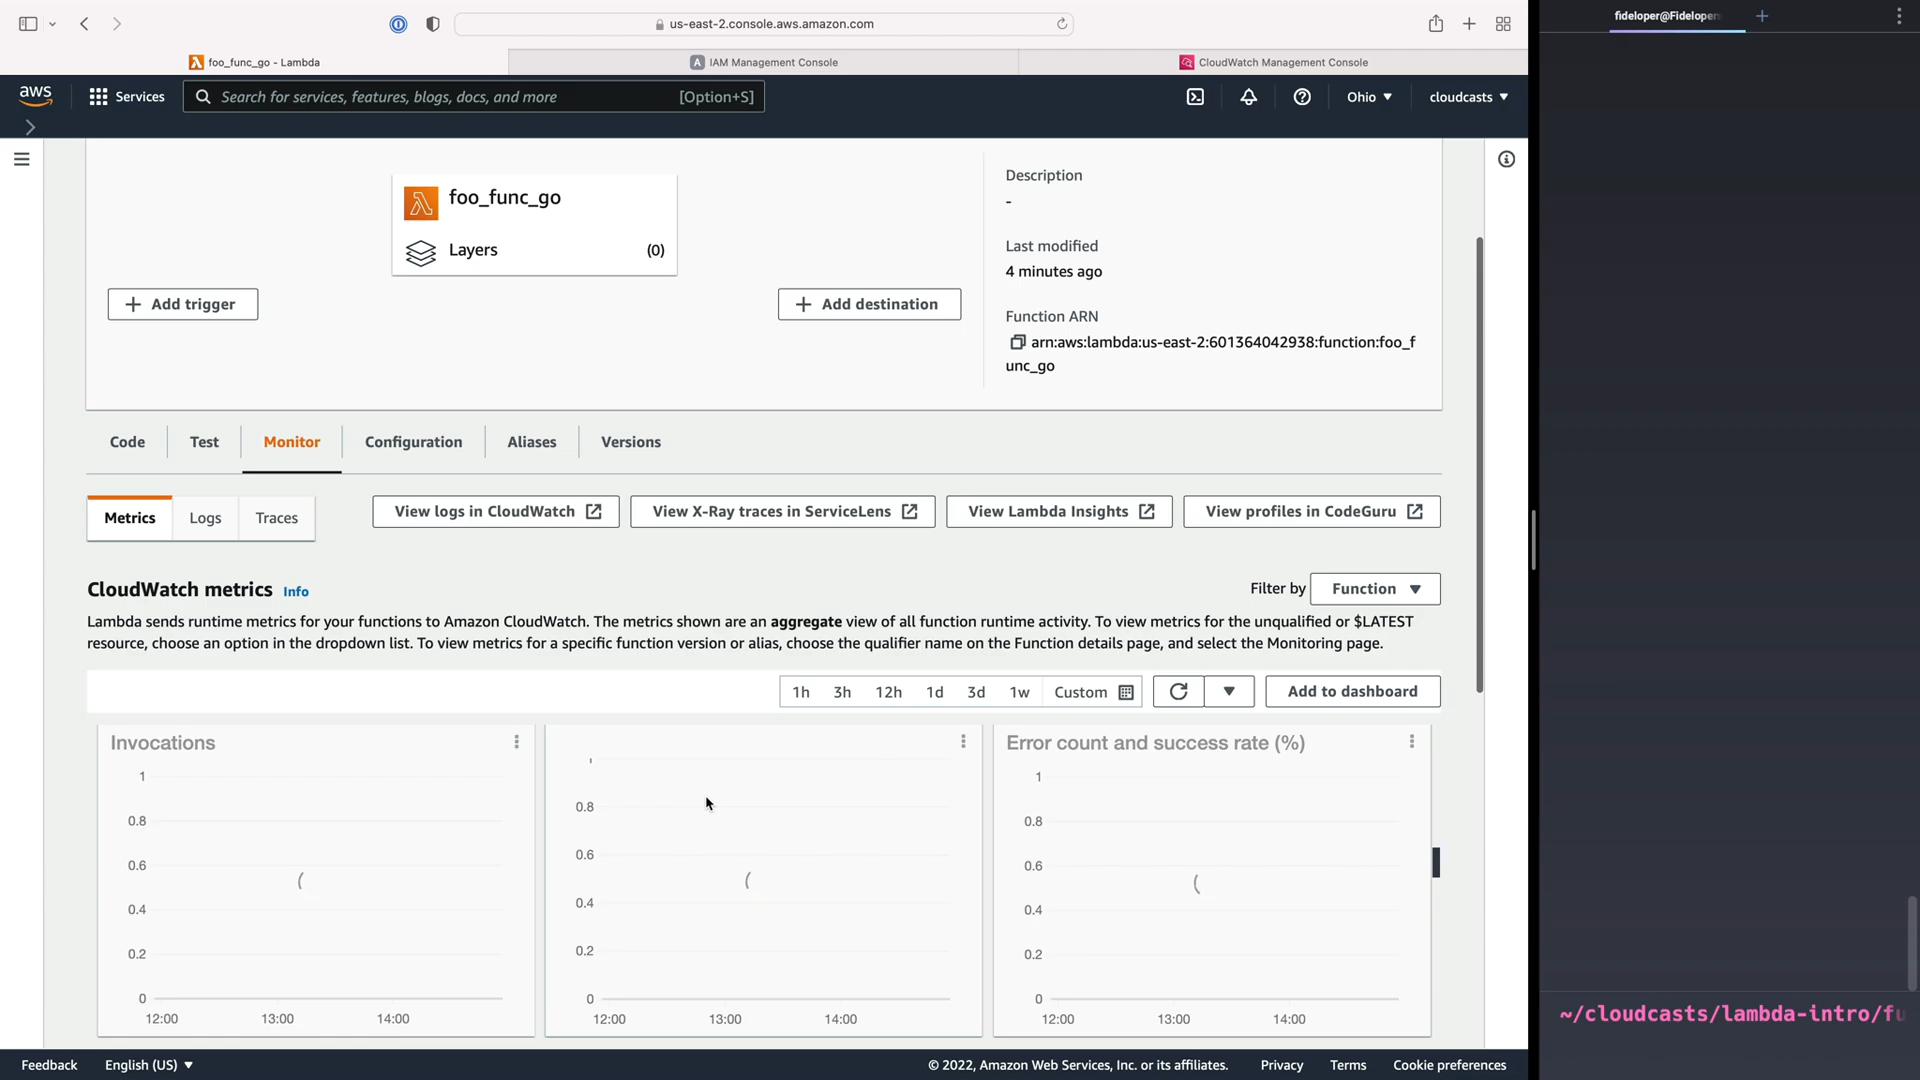 us-east-2.console.aws.amazon.com
foo_func_go - Lambda
IAM Management Console
CloudWatch Management Console
fideloper@Fideloper
aws
Services
Search for services, features, blogs, docs, and more
[Option+S]
Ohio
cloudcasts
foo_func_go
Layers
(0)
Add trigger
Add destination
Description
-
Last modified
4 minutes ago
Function ARN
arn:aws:lambda:us-east-2:601364042938:function:foo_f
unc_go
Code
Test
Monitor
Configuration
Aliases
Versions
Metrics
Logs
Traces
View logs in CloudWatch
View X-Ray traces in ServiceLens
View Lambda Insights
View profiles in CodeGuru
CloudWatch metrics Info
Filter by
Function
Lambda sends runtime metrics for your functions to Amazon CloudWatch. The metrics shown are an aggregate view of all function runtime activity. To view metrics for the unqualified or $LATEST
resource, choose an option in the dropdown list. To view metrics for a specific function version or alias, choose the qualifier name on the Function details page, and select the Monitoring page.
1h
3h
12h
1d
3d
1w
Custom
Add to dashboard
Invocations
1
0.8
0.6
0.4
0.2
0
12:00
13:00
14:00
0.8
0.6
0.4
0.2
0
12:00
13:00
14:00
Error count and success rate (%)
1
0.8
0.6
0.4
0.2
0
12:00
13:00
14:00
~/cloudcasts/lambda-intro/fu
Feedback
English (US)
© 2022, Amazon Web Services, Inc. or its affiliates.
Privacy
Terms
Cookie preferences